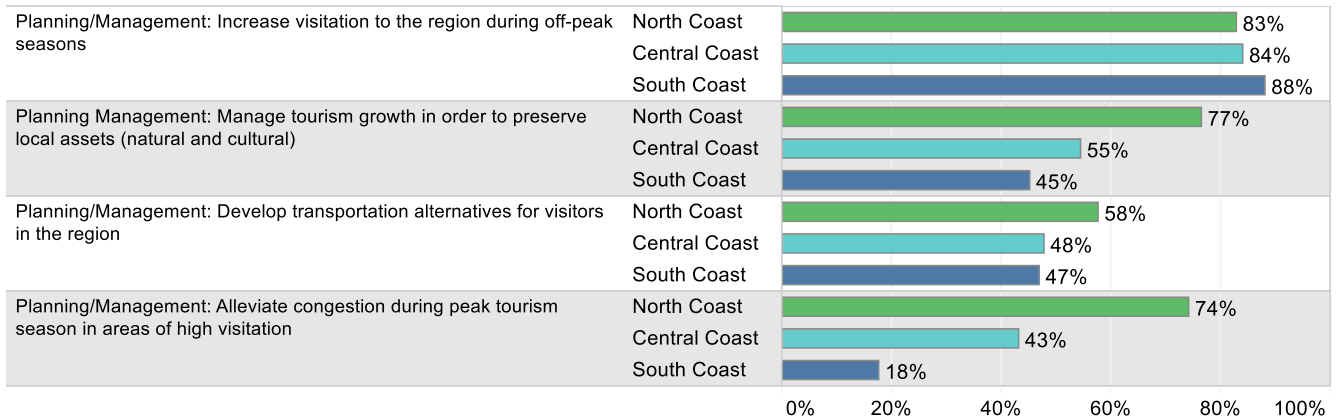 Planning/Management: Increase visitation to the region during off-peak
seasons
North Coast 83%
Central Coast 84%
South Coast 88%
Planning Management: Manage tourism growth in order to preserve
local assets (natural and cultural)
North Coast 77%
Central Coast 55%
South Coast 45%
Planning/Management: Develop transportation alternatives for visitors
in the region
North Coast 58%
Central Coast 48%
South Coast 47%
Planning/Management: Alleviate congestion during peak tourism
season in areas of high visitation
North Coast 74%
Central Coast 43%
South Coast 18%
0% 20% 40% 60% 80% 100%